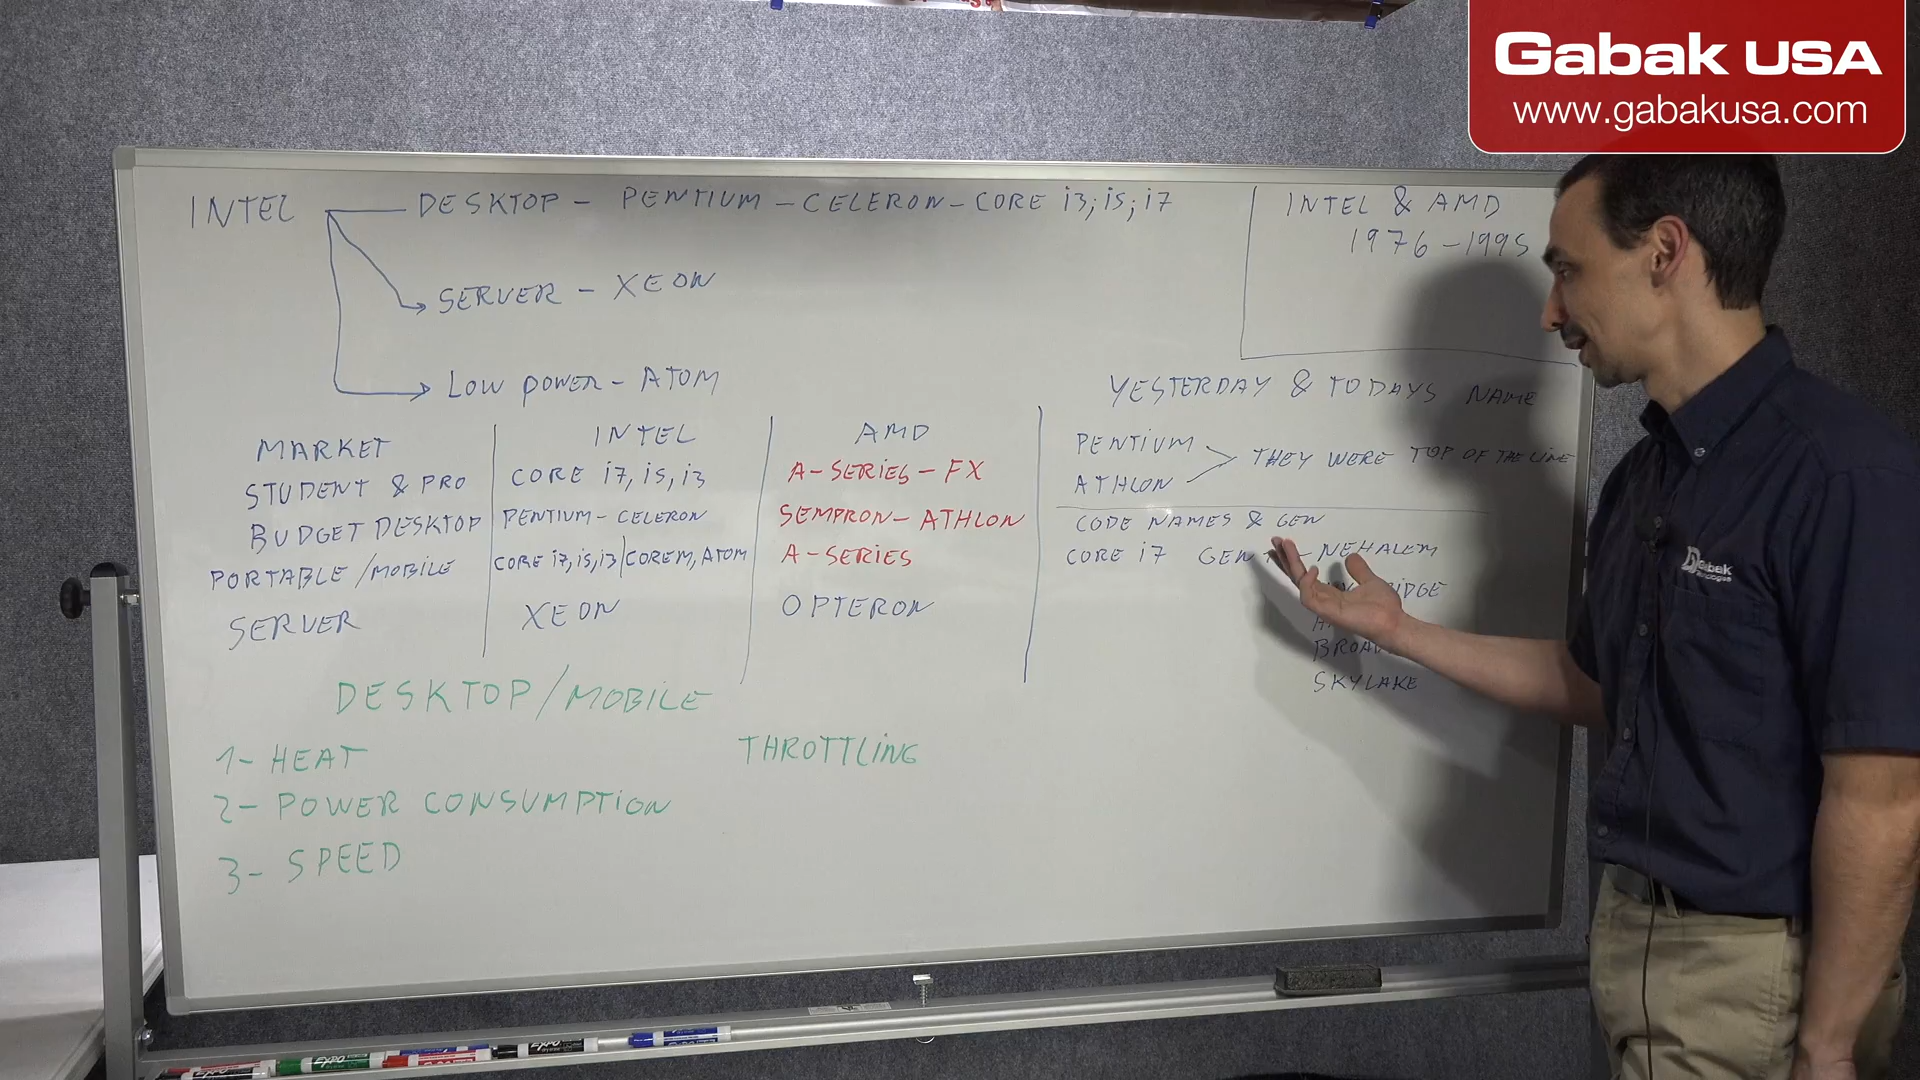 Gabak USA
www.gabakusa.com
INTEL
DESKTOP - PENTIUM - CELERON - CORE i3; i5; i7
SERVER - XEON
LOW POWER - ATOM
INTEL & AMD
1976 - 1995
MARKET INTEL AMD
STUDENT & PRO CORE i7, i5, i3 A-SERIES - FX
BUDGET DESKTOP PENTIUM - CELERON SEMPRON - ATHLON
PORTABLE / MOBILE CORE i7, i5, i3 | CORE M, ATOM A-SERIES
SERVER XEON OPTERON
YESTERDAY & TODAYS NAME
PENTIUM
ATHLON
THEY WERE TOP OF THE LINE
CODE NAMES & GEN
CORE i7 GEN - NEHALEM
SKYLAKE
DESKTOP / MOBILE
1- HEAT
2- POWER CONSUMPTION
3- SPEED
THROTTLING
Gabak
EXPO
EXPO